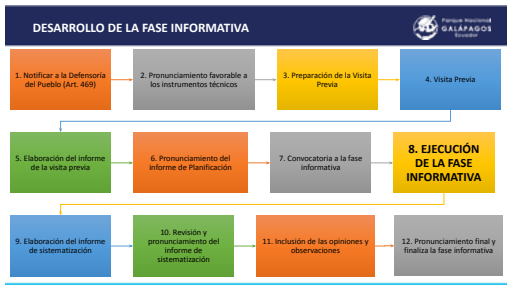 DESARROLLO DE LA FASE INFORMATIVA
Parque Nacional
GALÁPAGOS
Ecuador
1. Notificar a la Defensoría
del Pueblo (Art. 469)
2. Pronunciamiento favorable a
los instrumentos técnicos
3. Preparación de la Visita
Previa
4. Visita Previa
5. Elaboración del informe
de la visita previa
6. Pronunciamiento del
informe de Planificación
7. Convocatoria a la fase
informativa
8. EJECUCIÓN
DE LA FASE
INFORMATIVA
9. Elaboración del informe
de sistematización
10. Revisión y
pronunciamiento del
informe de
sistematización
11. Inclusión de las opiniones y
observaciones
12. Pronunciamiento final y
finaliza la fase informativa